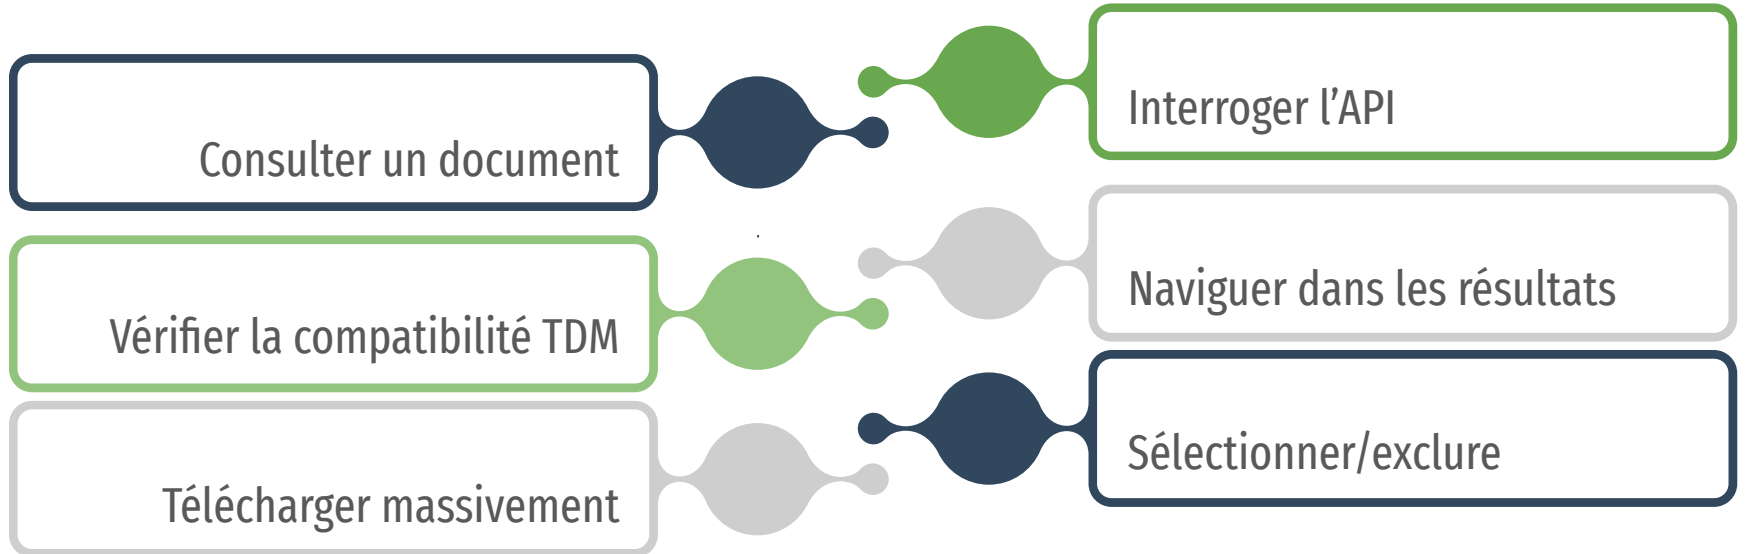 Interroger l’API
Consulter un document
Naviguer dans les résultats
Vérifier la compatibilité TDM
Sélectionner/exclure
Télécharger massivement